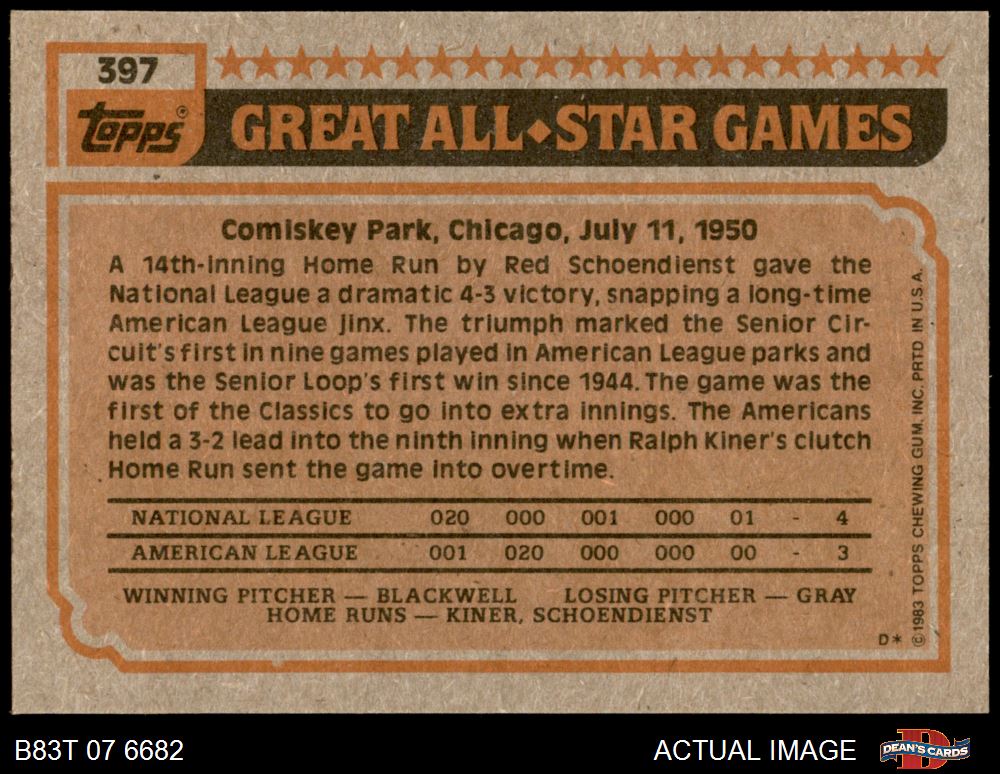 397
topps®
GREAT ALL◆STAR GAMES
Comiskey Park, Chicago, July 11, 1950
A 14th-inning Home Run by Red Schoendienst gave the
National League a dramatic 4-3 victory, snapping a long-time
American League jinx. The triumph marked the Senior Cir-
cuit's first in nine games played in American League parks and
was the Senior Loop's first win since 1944. The game was the
first of the Classics to go into extra innings. The Americans
held a 3-2 lead into the ninth inning when Ralph Kiner's clutch
Home Run sent the game into overtime.
NATIONAL LEAGUE 020 000 001 000 01 - 4
AMERICAN LEAGUE 001 020 000 000 00 - 3
WINNING PITCHER — BLACKWELL LOSING PITCHER — GRAY
HOME RUNS — KINER, SCHOENDIENST
D*
©1983 TOPPS CHEWING GUM, INC. PRTD IN U.S.A.
B83T 07 6682 ACTUAL IMAGE
DEAN'S CARDS